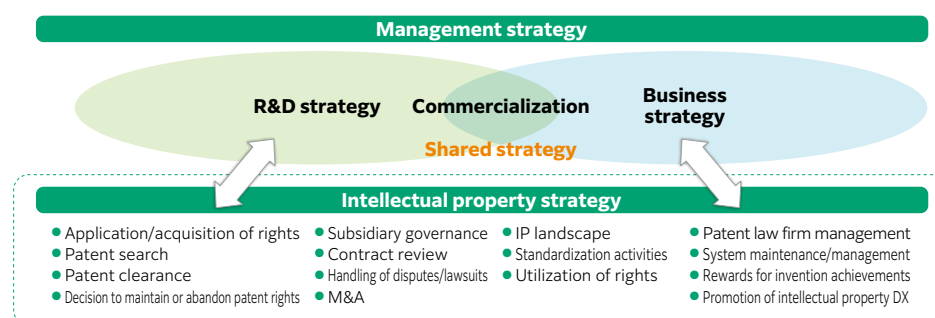 Management strategy
R&D strategy
Commercialization
Business
strategy
Shared strategy
Intellectual property strategy
● Application/acquisition of rights
● Patent search
● Patent clearance
● Decision to maintain or abandon patent rights
● Subsidiary governance
● Contract review
● Handling of disputes/lawsuits
● M&A
● IP landscape
● Standardization activities
● Utilization of rights
● Patent law firm management
● System maintenance/management
● Rewards for invention achievements
● Promotion of intellectual property DX